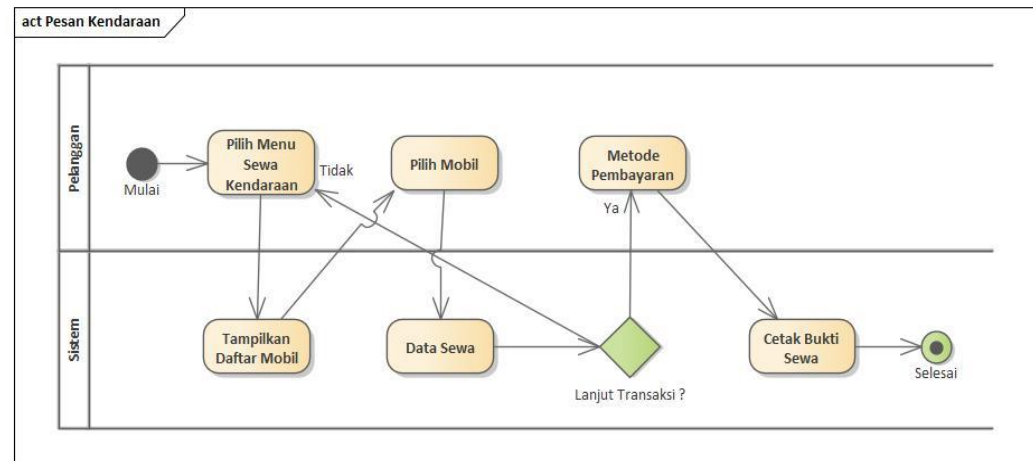 act Pesan Kendaraan
Pelanggan
Mulai
Pilih Menu
Sewa
Kendaraan
Tidak
Pilih Mobil
Metode
Pembayaran
Ya
Sistem
Tampilkan
Daftar Mobil
Data Sewa
Lanjut Transaksi ?
Cetak Bukti
Sewa
Selesai